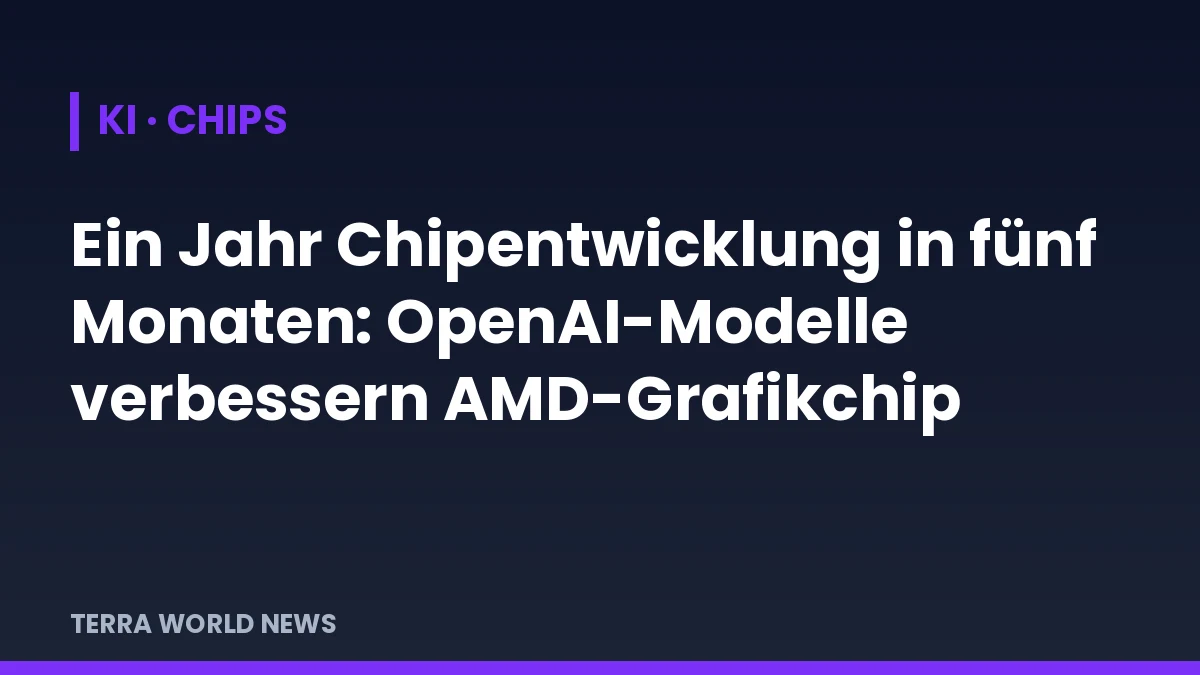 KI · CHIPS
Ein Jahr Chipentwicklung in fünf
Monaten: OpenAI-Modelle
verbessern AMD-Grafikchip
TERRA WORLD NEWS